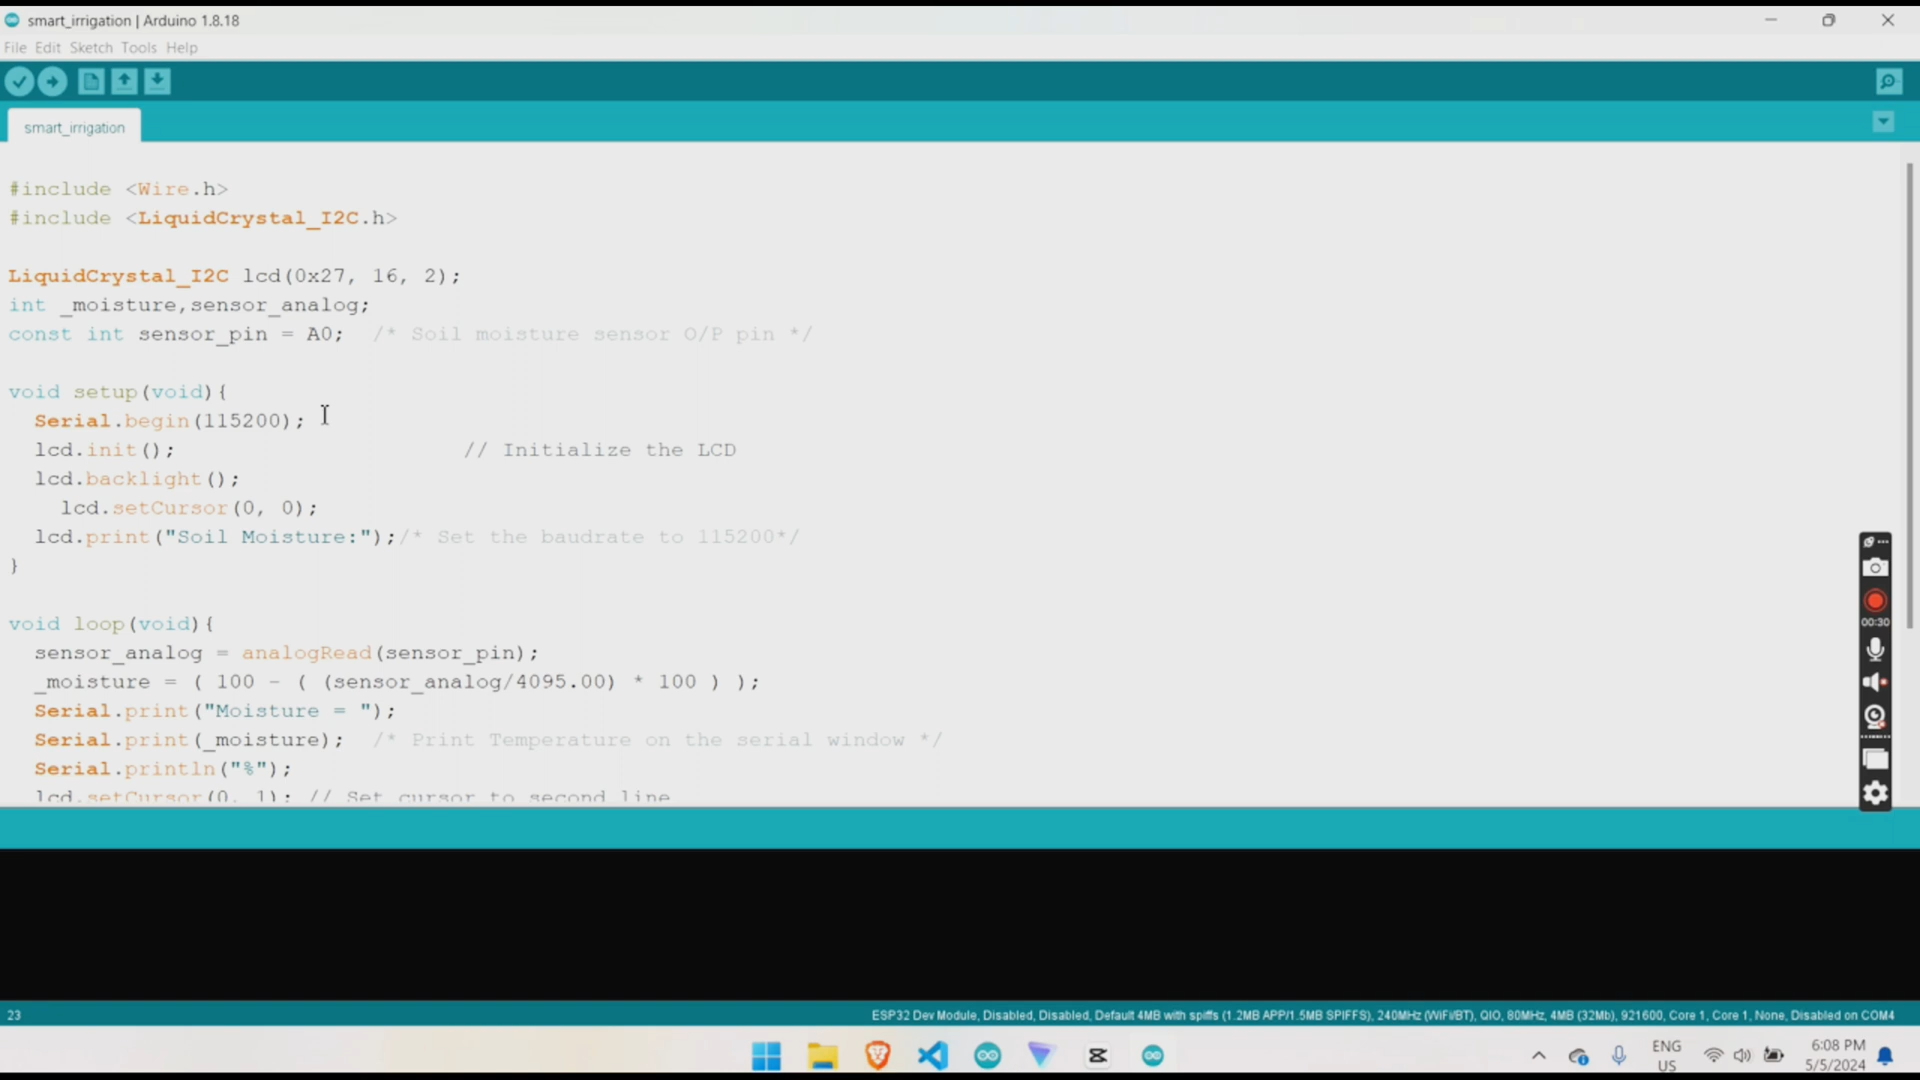 smart_irrigation | Arduino 1.8.18
File Edit Sketch Tools Help
smart_irrigation
#include <Wire.h>
#include <LiquidCrystal_I2C.h>
LiquidCrystal_I2C lcd(0x27, 16, 2);
int _moisture,sensor_analog;
const int sensor_pin = A0;  /* Soil moisture sensor O/P pin */
void setup(void){
  Serial.begin(115200);
  lcd.init();                      // Initialize the LCD
  lcd.backlight();
    lcd.setCursor(0, 0);
  lcd.print("Soil Moisture:");/* Set the baudrate to 115200*/
}
void loop(void){
  sensor_analog = analogRead(sensor_pin);
  _moisture = ( 100 - ( (sensor_analog/4095.00) * 100 ) );
  Serial.print("Moisture = ");
  Serial.print(_moisture);  /* Print Temperature on the serial window */
  Serial.println("%");
  lcd.setCursor(0, 1); // Set cursor to second line
00:30
23
ESP32 Dev Module, Disabled, Disabled, Default 4MB with spiffs (1.2MB APP/1.5MB SPIFFS), 240MHz (WiFi/BT), QIO, 80MHz, 4MB (32Mb), 921600, Core 1, Core 1, None, Disabled on COM4
ENG
US
6:08 PM
5/5/2024